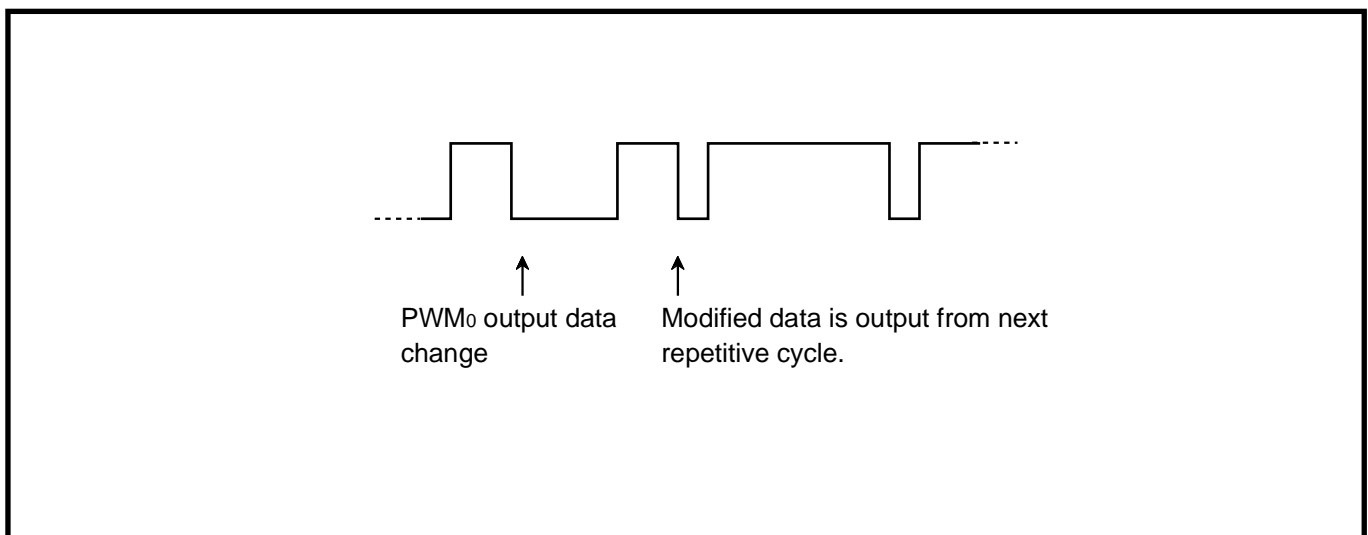 PWM0 output data
change
Modified data is output from next
repetitive cycle.